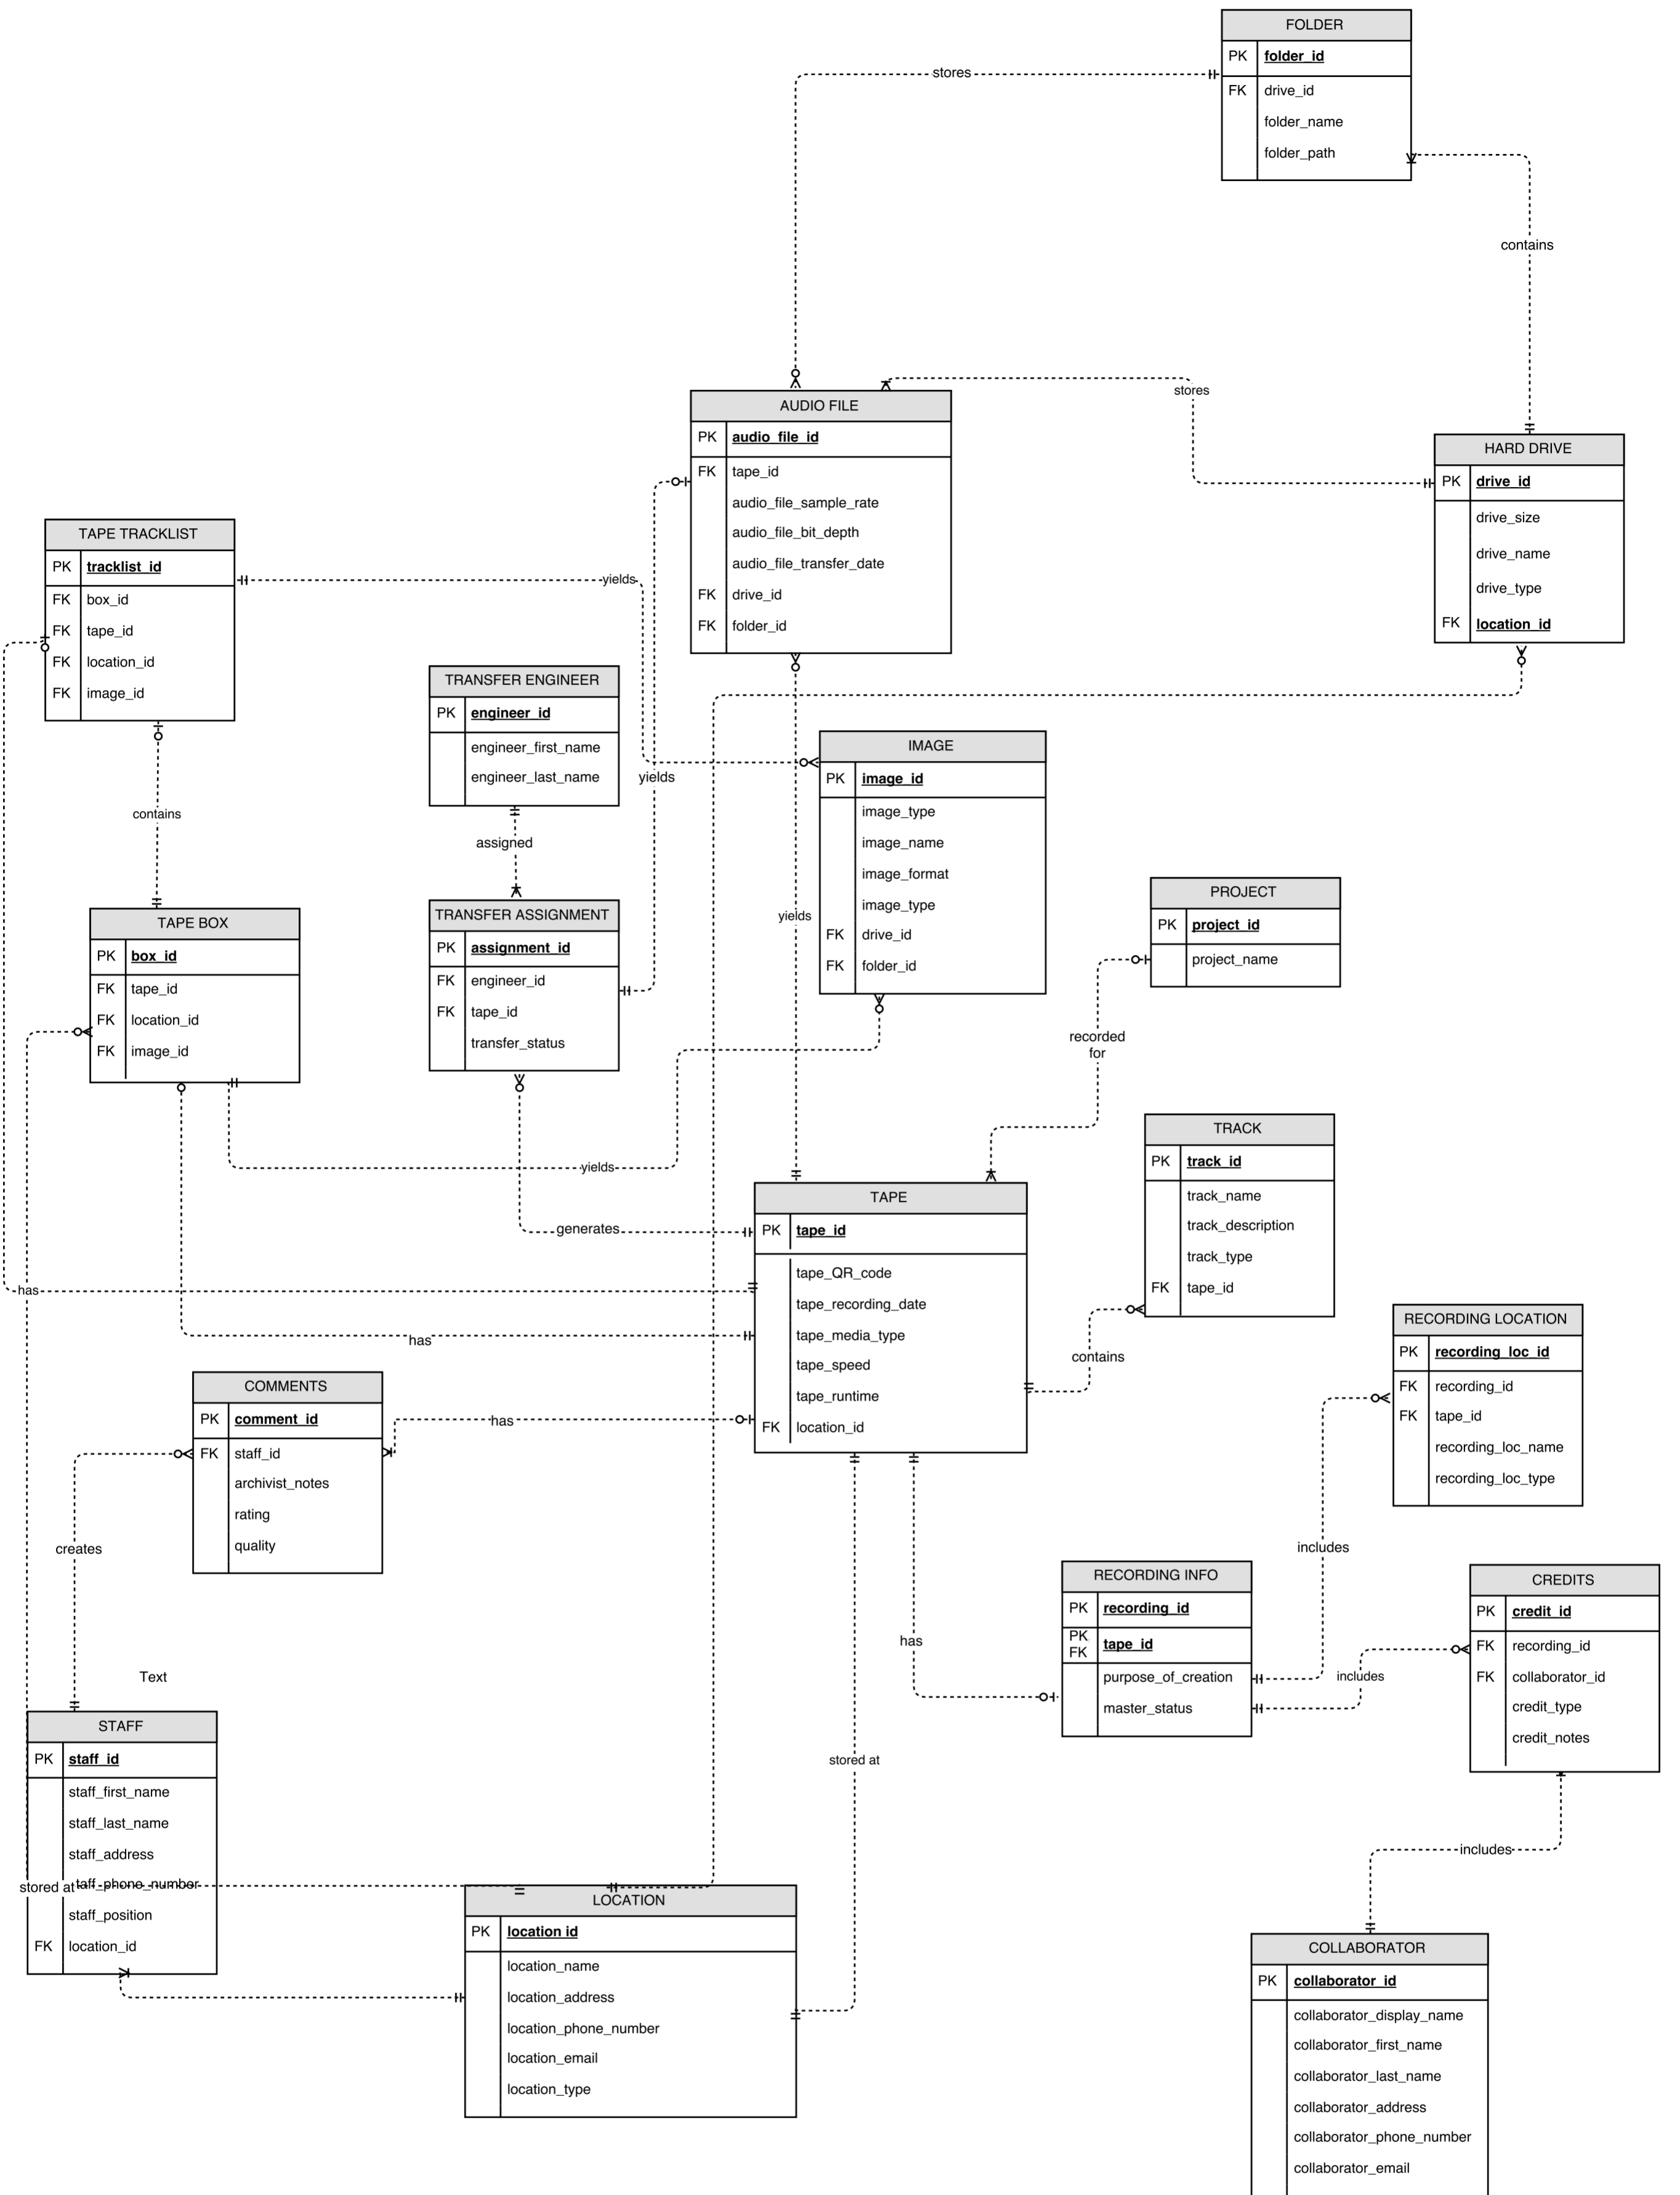 FOLDER
PK folder_id
FK drive_id
folder_name
folder_path
stores
contains
stores
AUDIO FILE
PK audio_file_id
FK tape_id
audio_file_sample_rate
audio_file_bit_depth
audio_file_transfer_date
FK drive_id
FK folder_id
HARD DRIVE
PK drive_id
drive_size
drive_name
drive_type
FK location_id
TAPE TRACKLIST
PK tracklist_id
FK box_id
FK tape_id
FK location_id
FK image_id
yields
TRANSFER ENGINEER
PK engineer_id
engineer_first_name
engineer_last_name
yields
IMAGE
PK image_id
image_type
image_name
image_format
image_type
FK drive_id
FK folder_id
contains
assigned
yields
TAPE BOX
PK box_id
FK tape_id
FK location_id
FK image_id
TRANSFER ASSIGNMENT
PK assignment_id
FK engineer_id
FK tape_id
transfer_status
PROJECT
PK project_id
project_name
recorded
for
yields
generates
TRACK
PK track_id
track_name
track_description
track_type
FK tape_id
TAPE
PK tape_id
tape_QR_code
tape_recording_date
tape_media_type
tape_speed
tape_runtime
FK location_id
has
has
has
contains
COMMENTS
PK comment_id
FK staff_id
archivist_notes
rating
quality
RECORDING LOCATION
PK recording_loc_id
FK recording_id
FK tape_id
recording_loc_name
recording_loc_type
creates
includes
RECORDING INFO
PK recording_id
PK
FK tape_id
purpose_of_creation
master_status
has
includes
CREDITS
PK credit_id
FK recording_id
FK collaborator_id
credit_type
credit_notes
Text
stored at
STAFF
PK staff_id
staff_first_name
staff_last_name
staff_address
taff_phone_number
staff_position
FK location_id
stored at
includes
LOCATION
PK location id
location_name
location_address
location_phone_number
location_email
location_type
COLLABORATOR
PK collaborator_id
collaborator_display_name
collaborator_first_name
collaborator_last_name
collaborator_address
collaborator_phone_number
collaborator_email